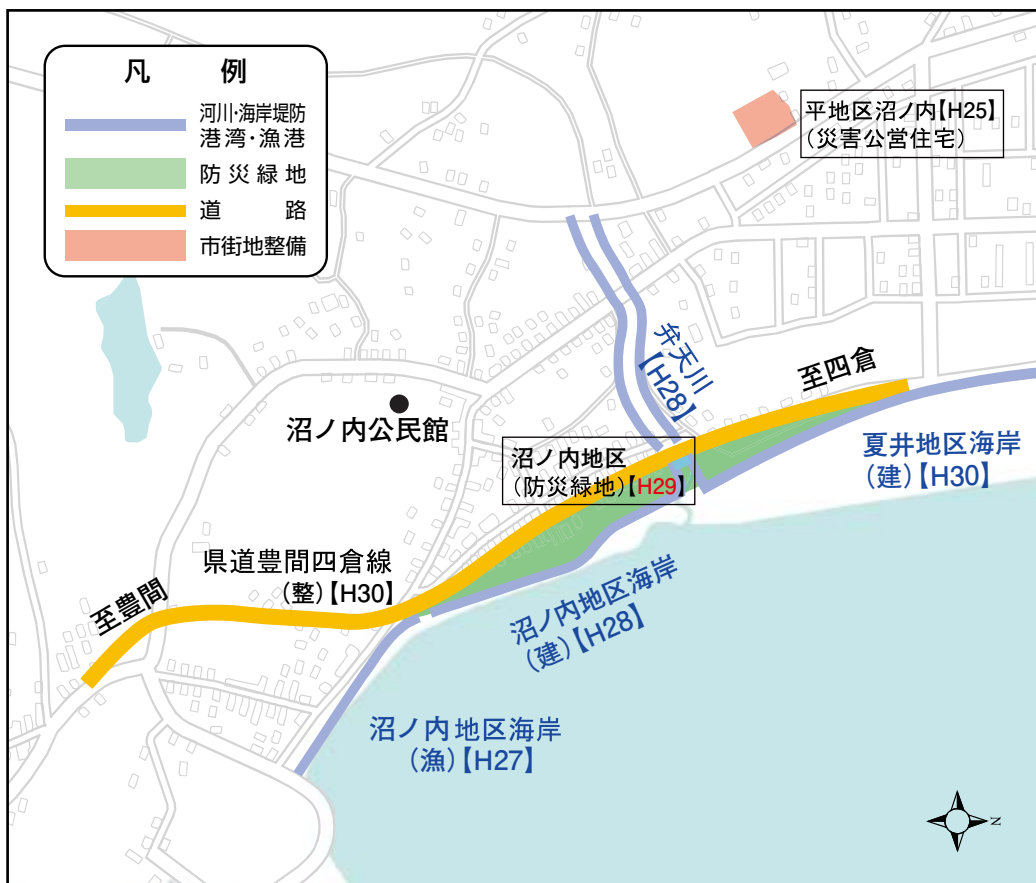 凡 例
河川・海岸堤防
港湾・漁港
防災緑地
道 路
市街地整備
平地区沼ノ内【H25】
(災害公営住宅)
弁天川
【H28】
至四倉
沼ノ内公民館
沼ノ内地区
(防災緑地)【H29】
夏井地区海岸
(建)【H30】
県道豊間四倉線
(整)【H30】
至豊間
沼ノ内地区海岸
(建)【H28】
沼ノ内地区海岸
(漁)【H27】
N